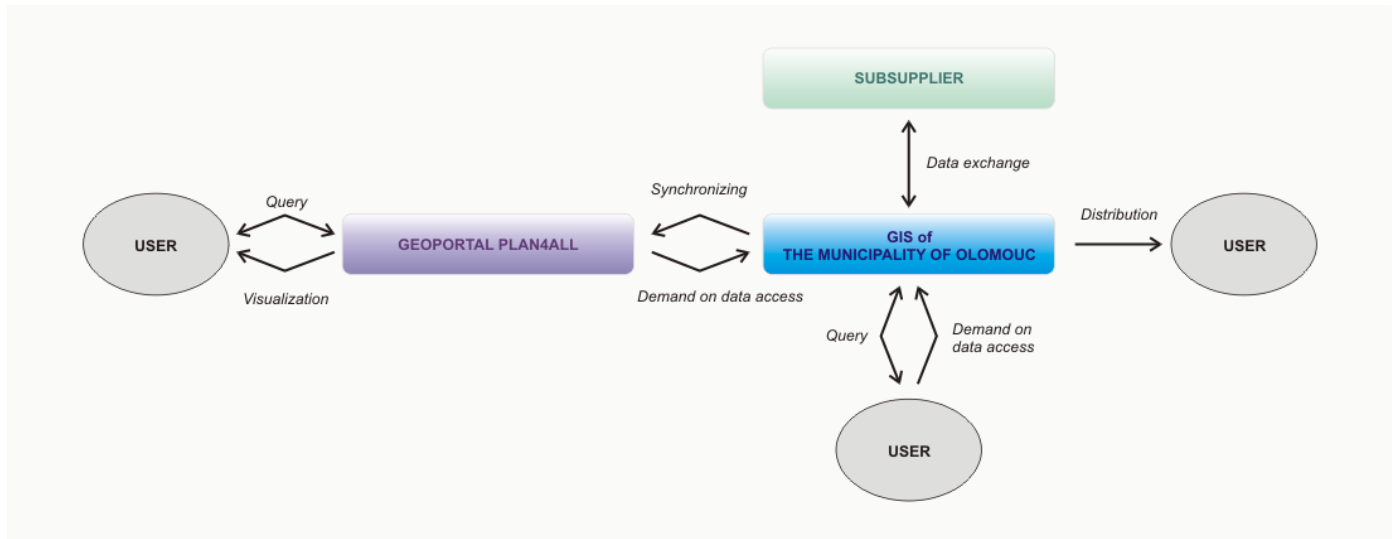 SUBSUPPLIER
Data exchange
Synchronizing
Query
Distribution
USER
GEOPORTAL PLAN4ALL
GIS of
THE MUNICIPALITY OF OLOMOUC
USER
Visualization
Demand on data access
Query
Demand on
data access
USER